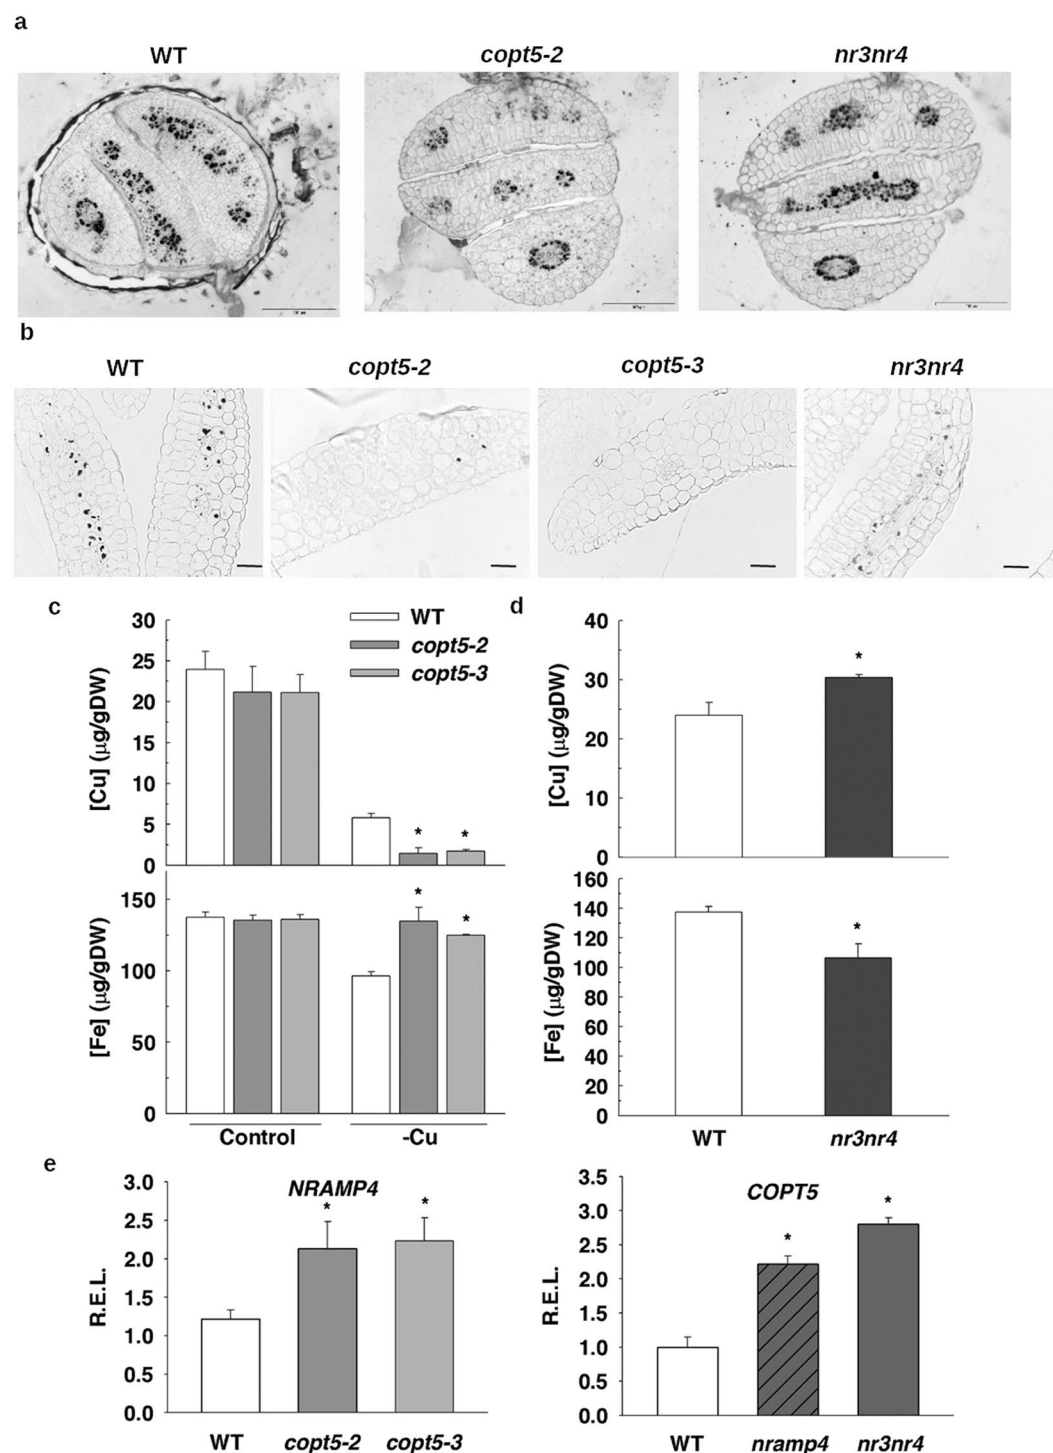 a
WT
copt5-2
nr3nr4
b
WT
copt5-2
copt5-3
nr3nr4
c
WT
copt5-2
copt5-3
30
25
20
15
10
5
0
[Cu] (µg/gDW)
*
*
150
100
50
0
[Fe] (µg/gDW)
*
*
Control
-Cu
d
40
30
20
10
0
[Cu] (µg/gDW)
*
160
140
120
100
80
60
40
20
0
[Fe] (µg/gDW)
*
WT
nr3nr4
e
NRAMP4
3.0
2.5
2.0
1.5
1.0
0.5
0.0
R.E.L.
*
*
WT
copt5-2
copt5-3
COPT5
3.5
3.0
2.5
2.0
1.5
1.0
0.5
0.0
R.E.L.
*
*
WT
nramp4
nr3nr4